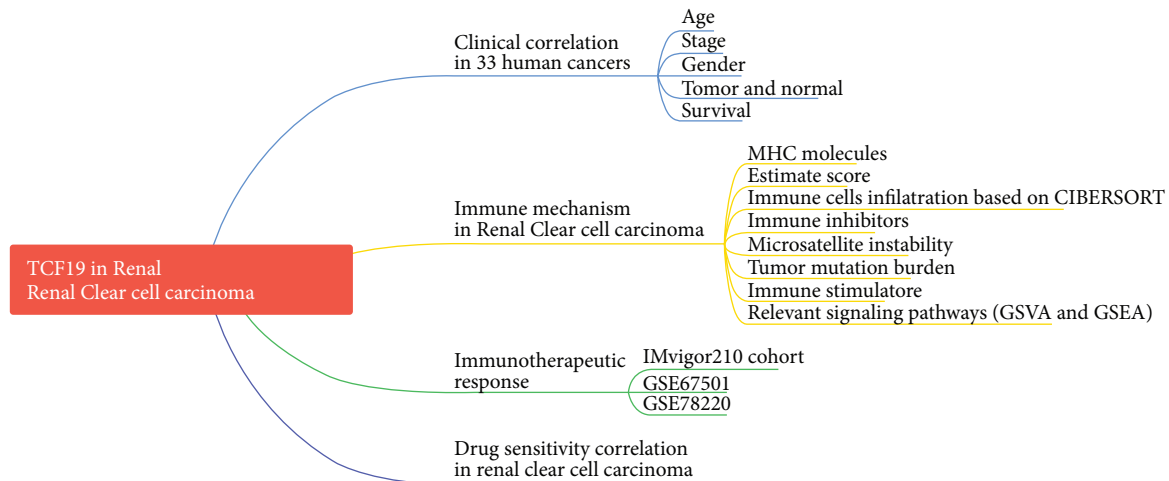 Clinical correlation
in 33 human cancers
Age
Stage
Gender
Tomor and normal
Survival
Immune mechanism
in Renal Clear cell carcinoma
MHC molecules
Estimate score
Immune cells infilatration based on CIBERSORT
Immune inhibitors
Microsatellite instability
Tumor mutation burden
Immune stimulatore
Relevant signaling pathways (GSVA and GSEA)
TCF19 in Renal
Renal Clear cell carcinoma
Immunotherapeutic
response
IMvigor210 cohort
GSE67501
GSE78220
Drug sensitivity correlation
in renal clear cell carcinoma